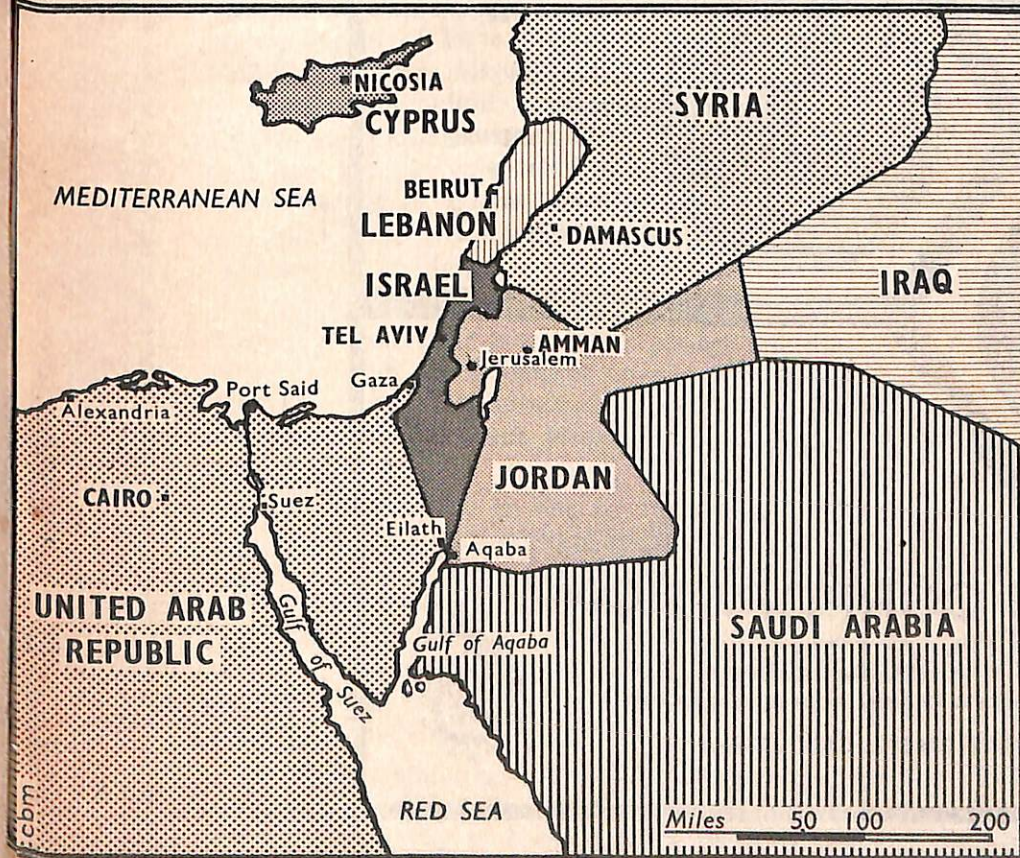 NICOSIA
CYPRUS
SYRIA
MEDITERRANEAN SEA
BEIRUT
LEBANON
DAMASCUS
ISRAEL
IRAQ
TEL AVIV
AMMAN
Jerusalem
Gaza
Port Said
Alexandria
JORDAN
CAIRO
Suez
Eilath
Aqaba
UNITED ARAB
REPUBLIC
Gulf of Suez
Gulf of Aqaba
SAUDI ARABIA
RED SEA
Miles 50 100 200
cbm